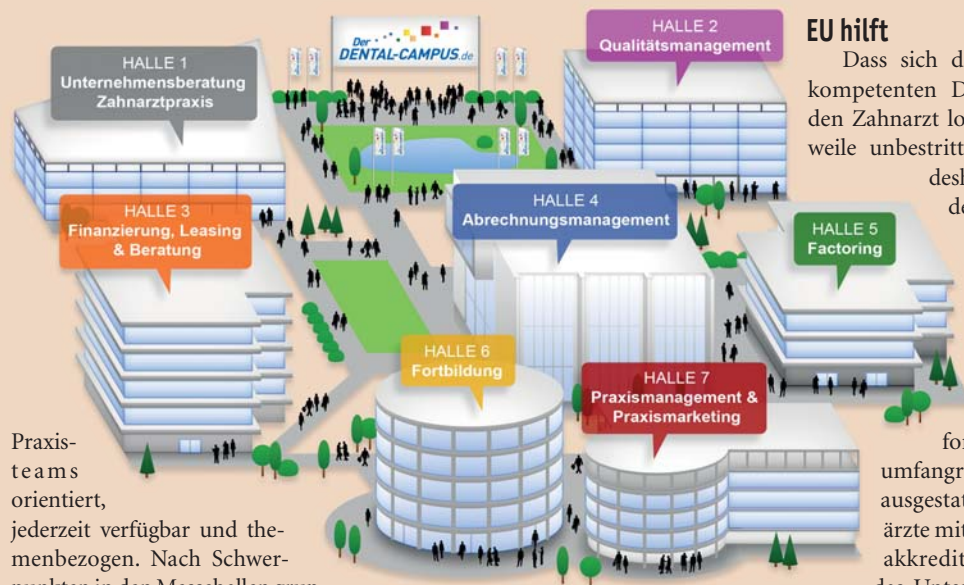 Der
DENTAL-CAMPUS.de
HALLE 1
Unternehmensberatung
Zahnarztpraxis
HALLE 2
Qualitätsmanagement
HALLE 3
Finanzierung, Leasing
& Beratung
HALLE 4
Abrechnungsmanagement
HALLE 5
Factoring
HALLE 6
Fortbildung
HALLE 7
Praxismanagement &
Praxismarketing
Praxis-
teams
orientiert,
jederzeit verfügbar und the-
menbezogen. Nach Schwer-
EU hilft
Dass sich d
kompetenten D
den Zahnarzt lo
weile unbestritt
desh
de
for
umfangr
ausgestat
ärzte mit
akkredit